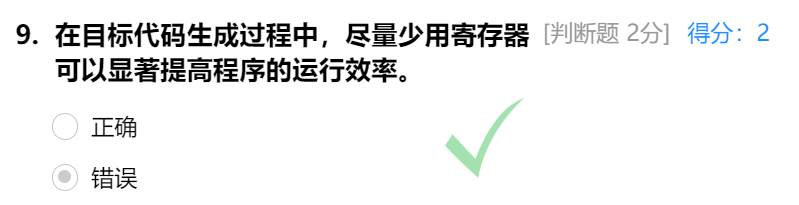 9. 在目标代码生成过程中，尽量少用寄存器 [判断题 2分] 得分：2
可以显著提高程序的运行效率。
正确
错误